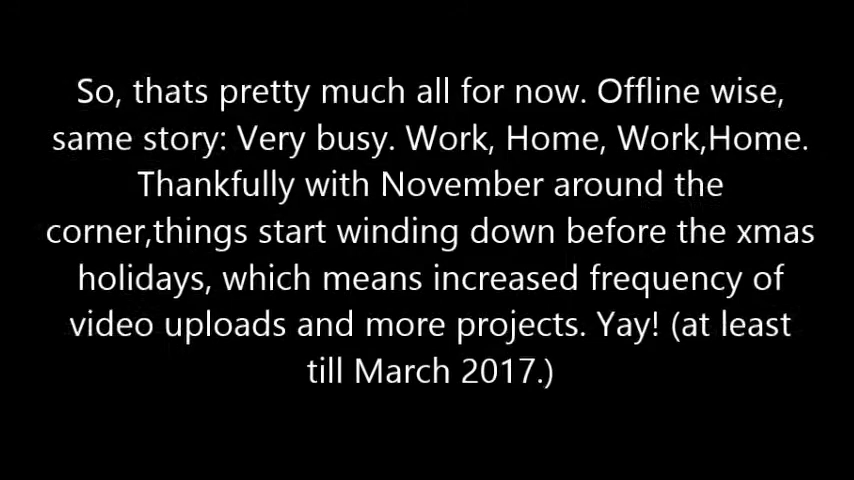 So, thats pretty much all for now. Offline wise,
same story: Very busy. Work, Home, Work,Home.
Thankfully with November around the
corner,things start winding down before the xmas
holidays, which means increased frequency of
video uploads and more projects. Yay! (at least
till March 2017.)